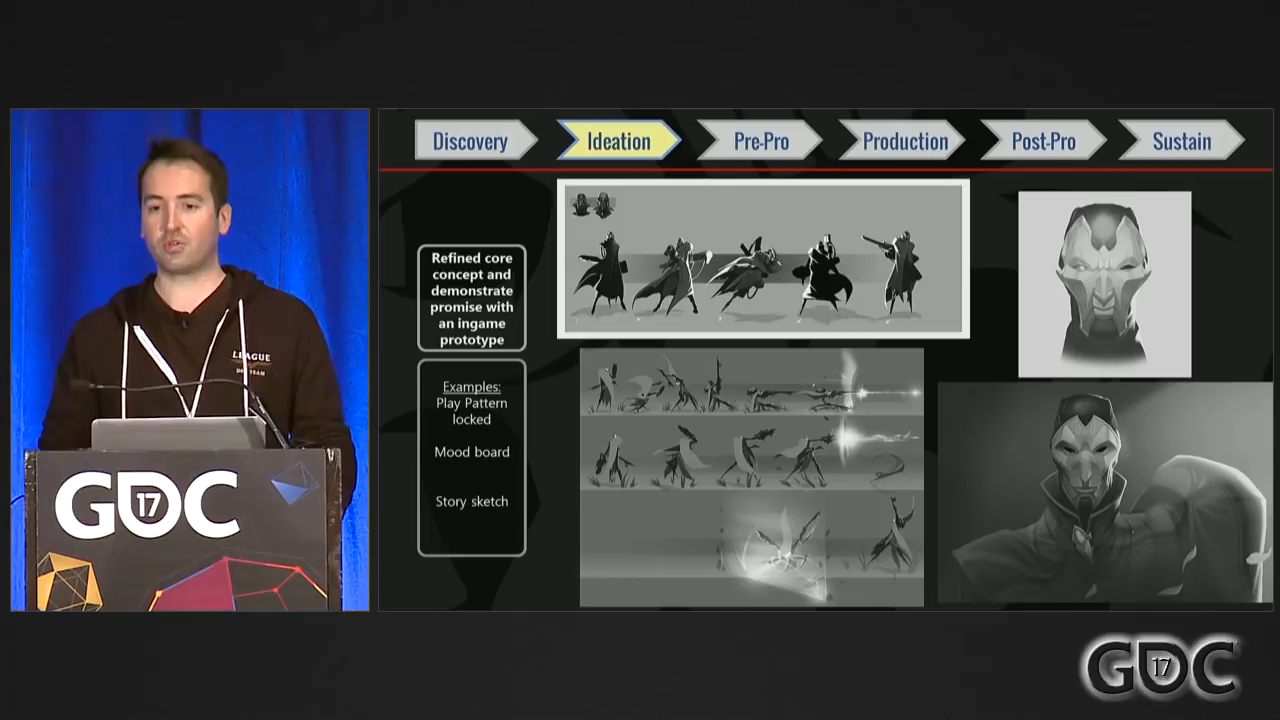 Discovery
Ideation
Pre-Pro
Production
Post-Pro
Sustain
Refined core
concept and
demonstrate
promise with
an ingame
prototype
Examples:
Play Pattern
locked
Mood board
Story sketch
LEAGUE
GDC
17
GDC
17